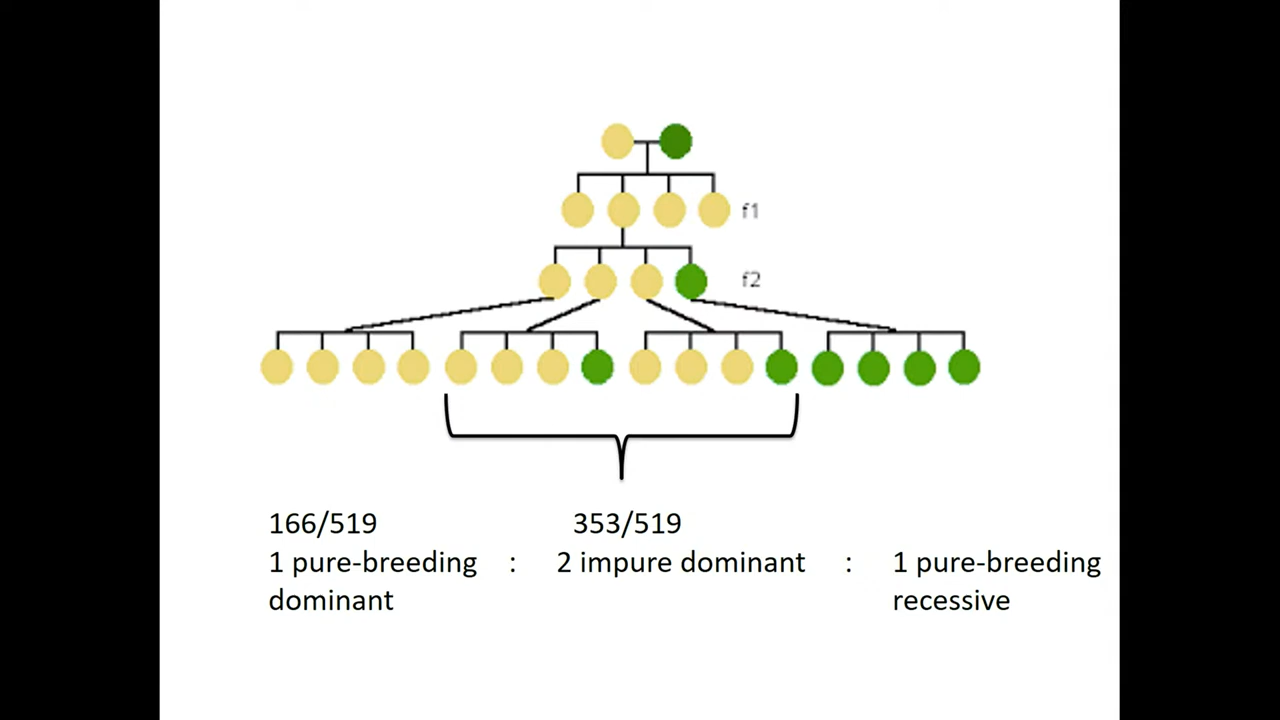 f1
f2
166/519 353/519
1 pure-breeding : 2 impure dominant : 1 pure-breeding
dominant recessive